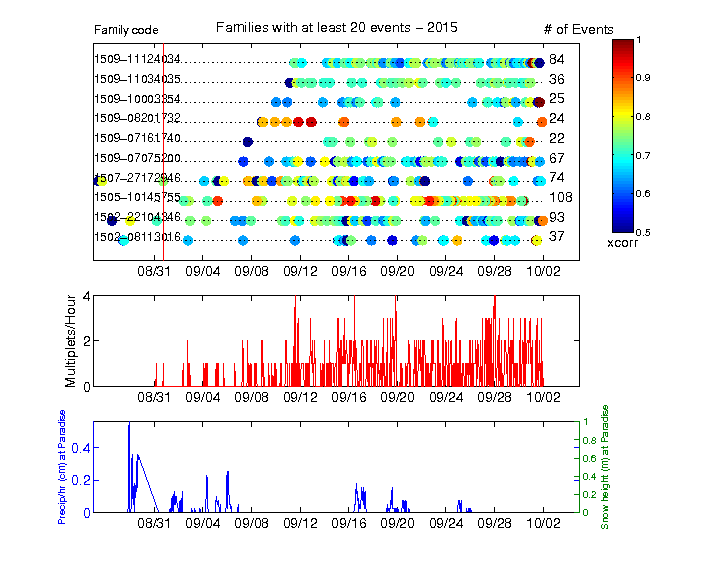 Families with at least 20 events – 2015
Family code
# of Events
1509–11124034 84
1509–11034035 36
1509–10003354 25
1509–08201732 24
1509–07161740 22
1509–07075200 67
1507–27172946 74
1505–10145755 108
1502–22104346 93
1502–08113016 37
1
0.9
0.8
0.7
0.6
0.5
xcorr
08/31 09/04 09/08 09/12 09/16 09/20 09/24 09/28 10/02
Multiplets/Hour
4
2
0
08/31 09/04 09/08 09/12 09/16 09/20 09/24 09/28 10/02
Precip/hr (cm) at Paradise
0.4
0.2
0
1
0.8
0.6
0.4
0.2
0
Snow height (m) at Paradise
08/31 09/04 09/08 09/12 09/16 09/20 09/24 09/28 10/02